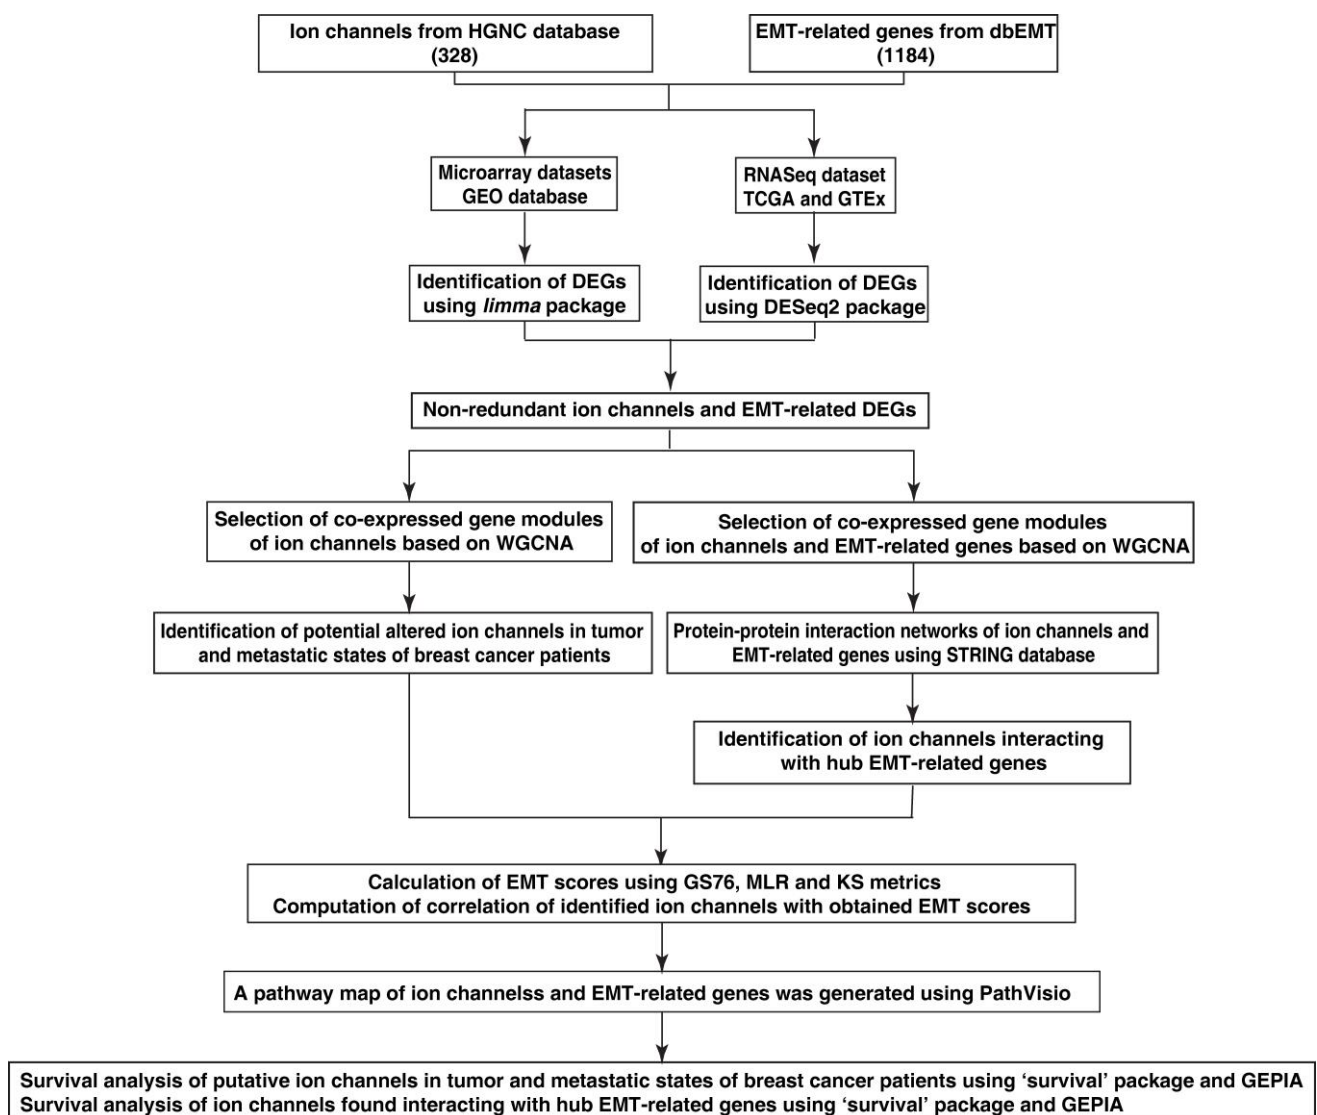 Ion channels from HGNC database
(328)
EMT-related genes from dbEMT
(1184)
Microarray datasets
GEO database
RNASeq dataset
TCGA and GTEx
Identification of DEGs
using limma package
Identification of DEGs
using DESeq2 package
Non-redundant ion channels and EMT-related DEGs
Selection of co-expressed gene modules
of ion channels based on WGCNA
Selection of co-expressed gene modules
of ion channels and EMT-related genes based on WGCNA
Identification of potential altered ion channels in tumor
and metastatic states of breast cancer patients
Protein-protein interaction networks of ion channels and
EMT-related genes using STRING database
Identification of ion channels interacting
with hub EMT-related genes
Calculation of EMT scores using GS76, MLR and KS metrics
Computation of correlation of identified ion channels with obtained EMT scores
A pathway map of ion channelss and EMT-related genes was generated using PathVisio
Survival analysis of putative ion channels in tumor and metastatic states of breast cancer patients using ‘survival’ package and GEPIA
Survival analysis of ion channels found interacting with hub EMT-related genes using ‘survival’ package and GEPIA